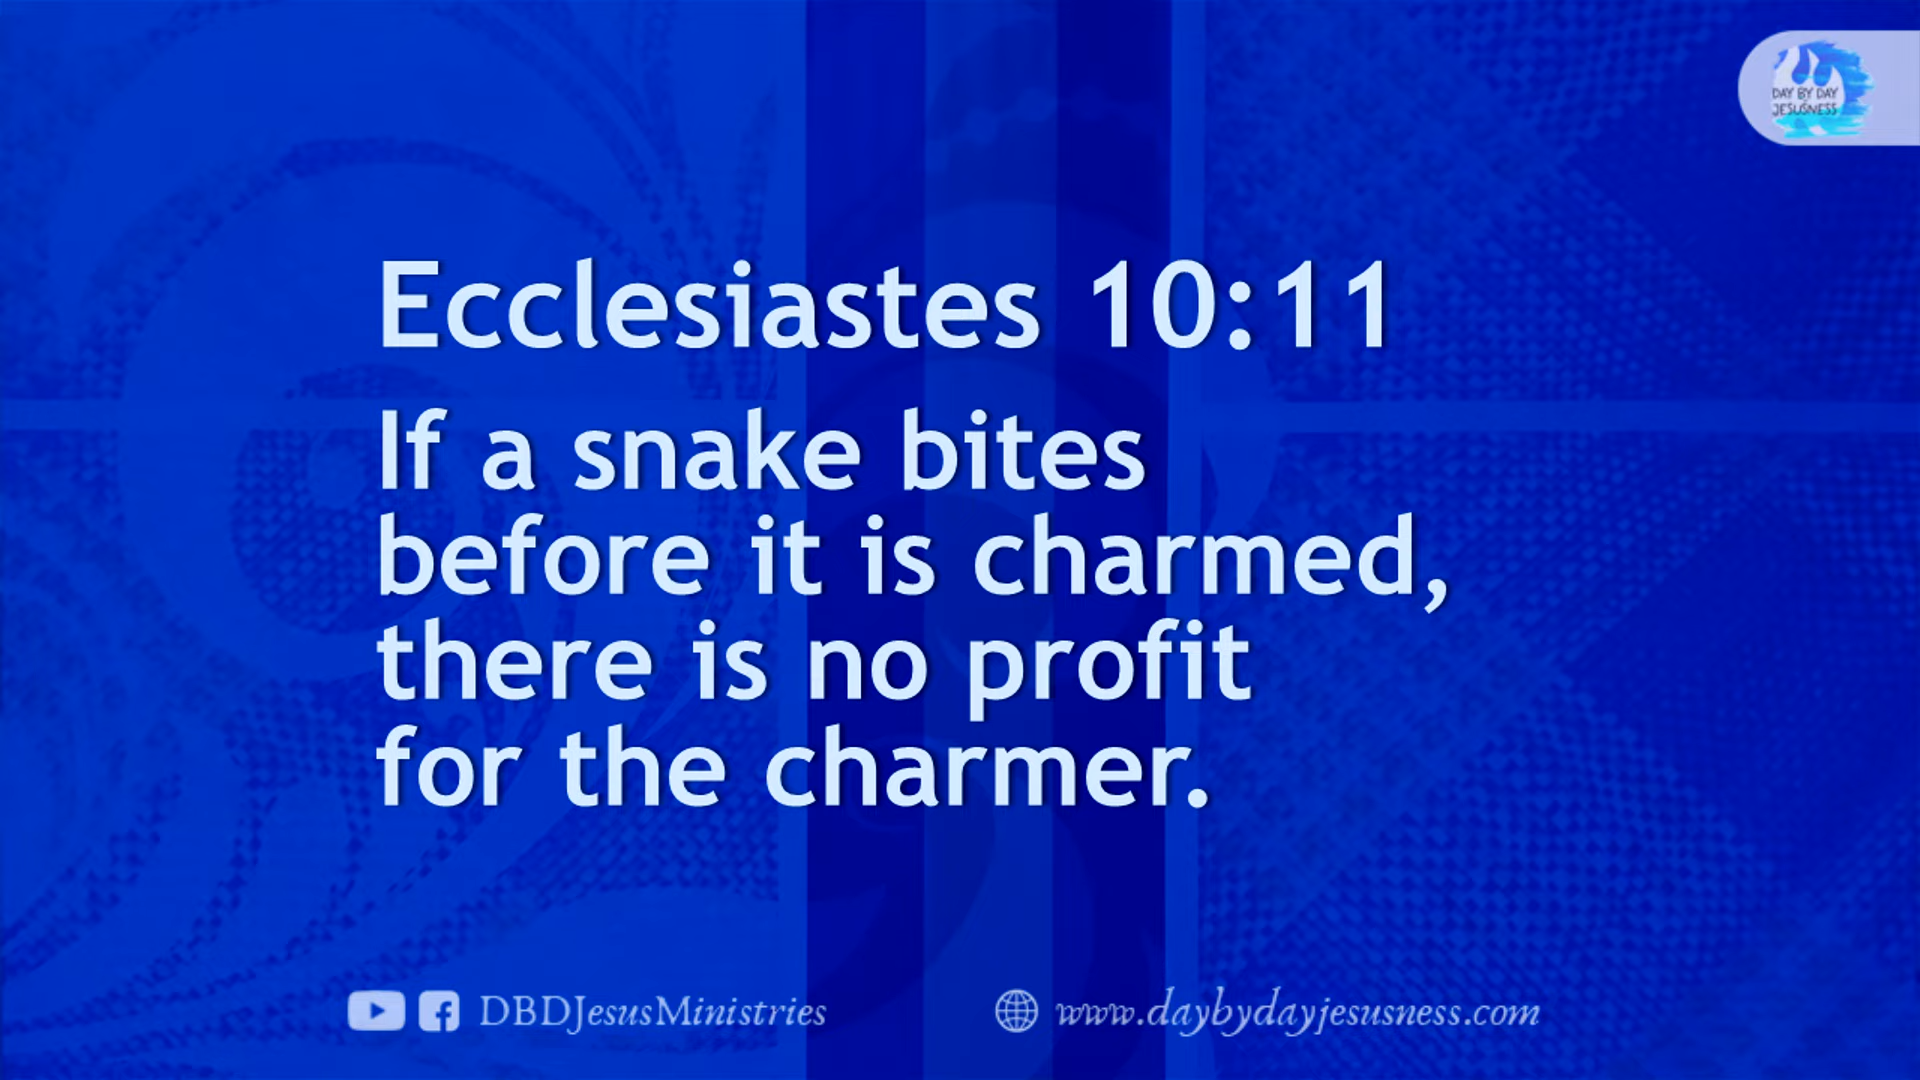 DAY BY DAY
JESUSNESS
Ecclesiastes 10:11
If a snake bites
before it is charmed,
there is no profit
for the charmer.
DBDJesusMinistries
www.daybydayjesusness.com